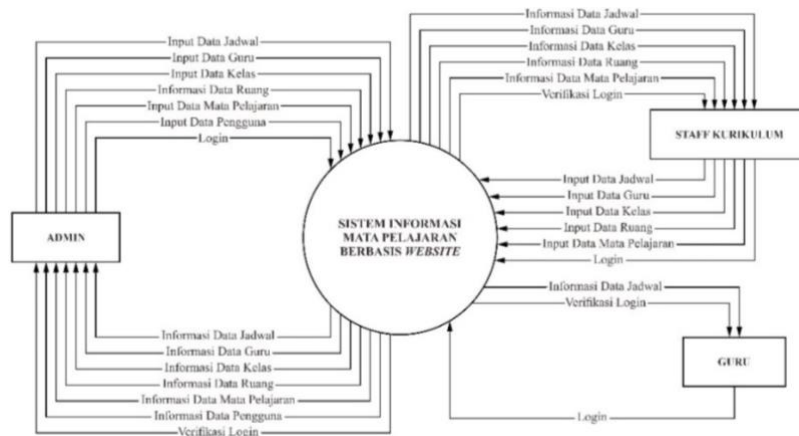 Input Data Jadwal
Input Data Guru
Input Data Kelas
Informasi Data Ruang
Input Data Mata Pelajaran
Input Data Pengguna
Login
ADMIN
Informasi Data Jadwal
Informasi Data Guru
Informasi Data Kelas
Informasi Data Ruang
Informasi Data Mata Pelajaran
Informasi Data Pengguna
Verifikasi Login
SISTEM INFORMASI
MATA PELAJARAN
BERBASIS WEBSITE
Informasi Data Jadwal
Informasi Data Guru
Informasi Data Kelas
Informasi Data Ruang
Informasi Data Mata Pelajaran
Verifikasi Login
STAFF KURIKULUM
Input Data Jadwal
Input Data Guru
Input Data Kelas
Input Data Ruang
Input Data Mata Pelajaran
Login
Informasi Data Jadwal
Verifikasi Login
GURU
Login